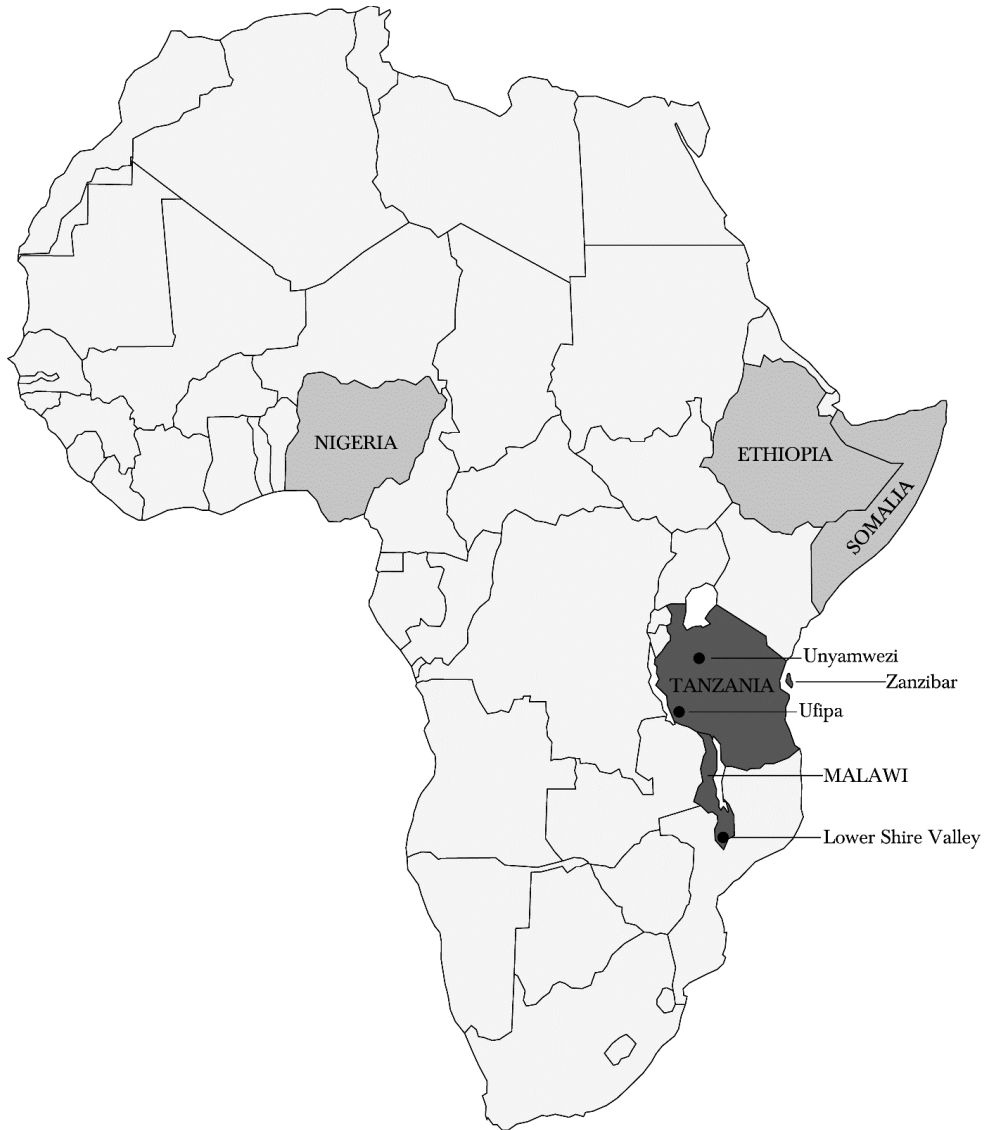 NIGERIA
ETHIOPIA
SOMALIA
Unyamwezi
Zanzibar
TANZANIA
Ufipa
MALAWI
Lower Shire Valley